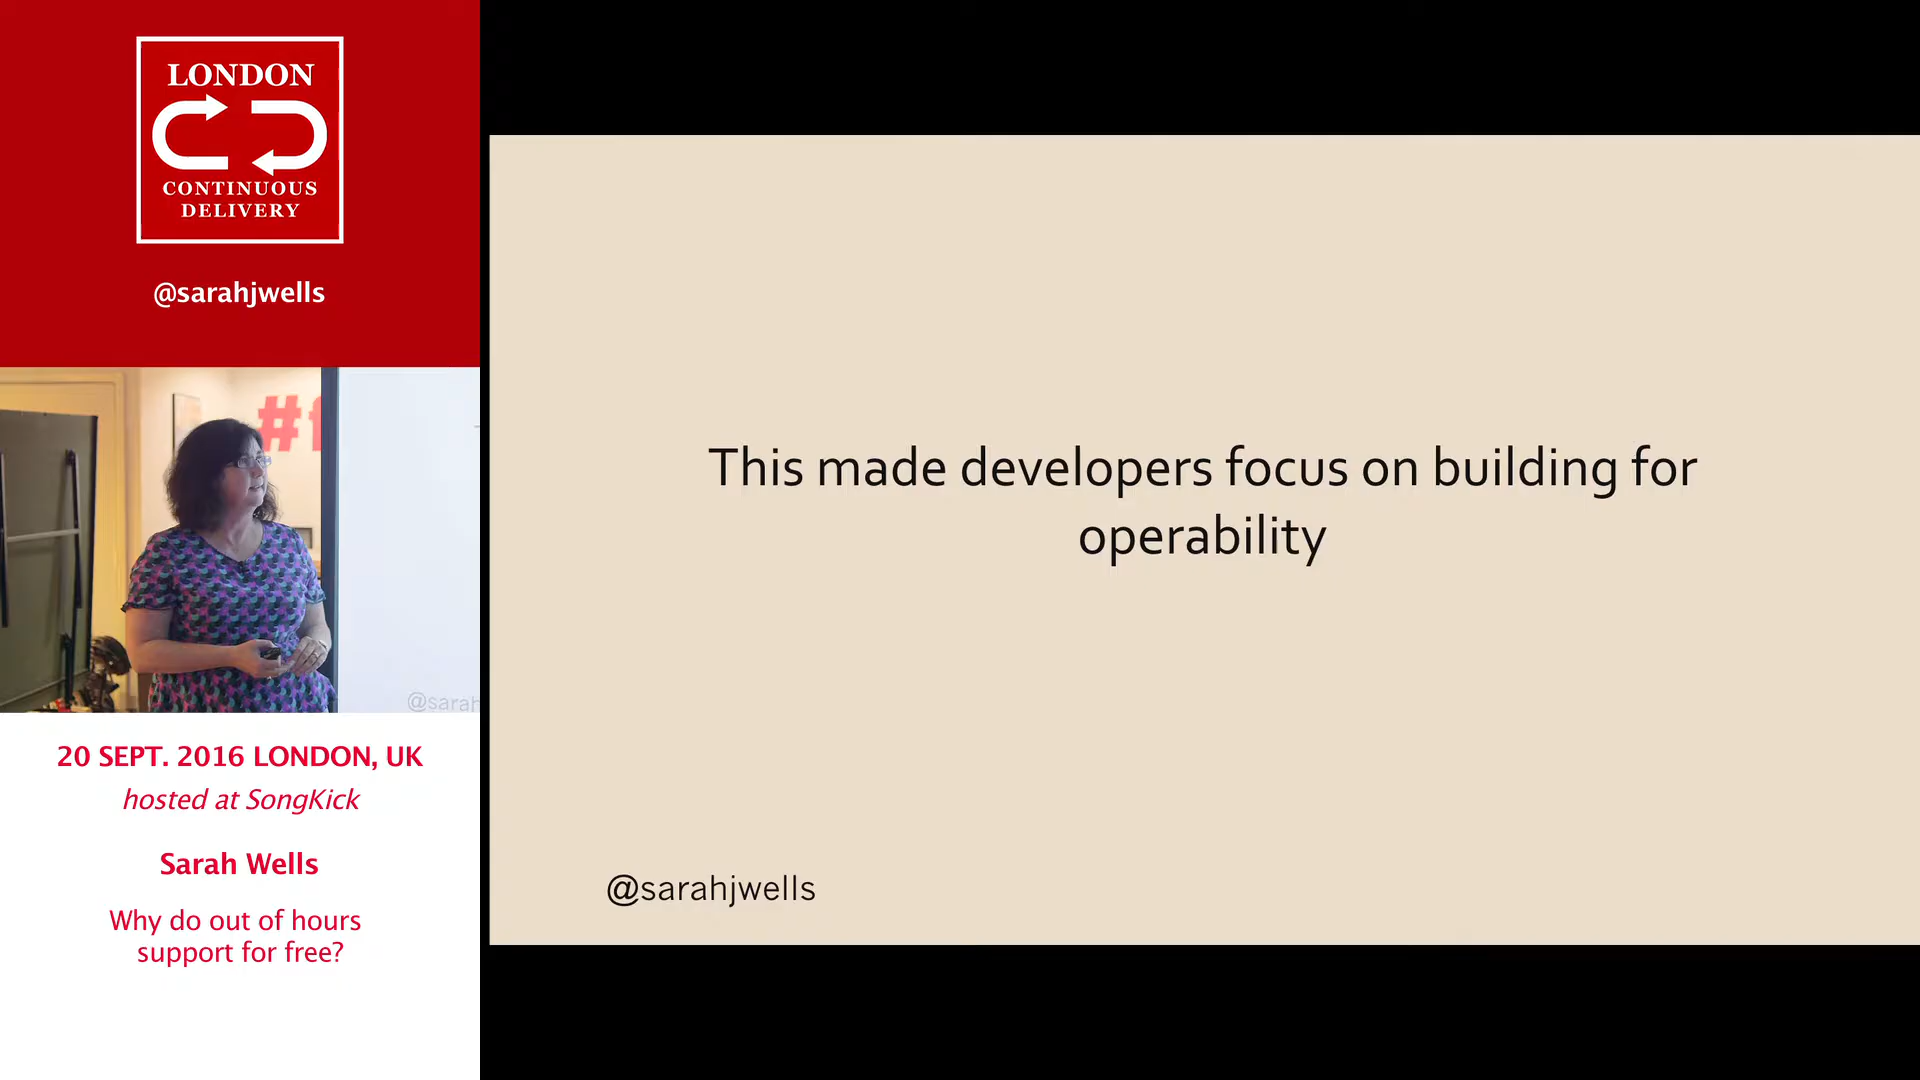 LONDON
CONTINUOUS
DELIVERY
@sarahjwells
#f
@sarah
20 SEPT. 2016 LONDON, UK
hosted at SongKick
Sarah Wells
Why do out of hours
support for free?
This made developers focus on building for
operability
@sarahjwells